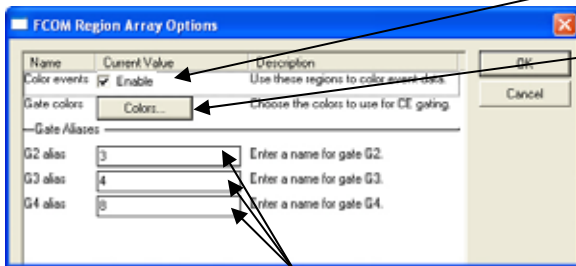 FCOM Region Array Options
Name Current Value Description
Color events Enable Use these regions to color event data.
OK
Gate colors Colors... Choose the colors to use for CE gating.
Cancel
Gate Aliases
G2 alias 3 Enter a name for gate G2.
G3 alias 4 Enter a name for gate G3.
G4 alias 8 Enter a name for gate G4.